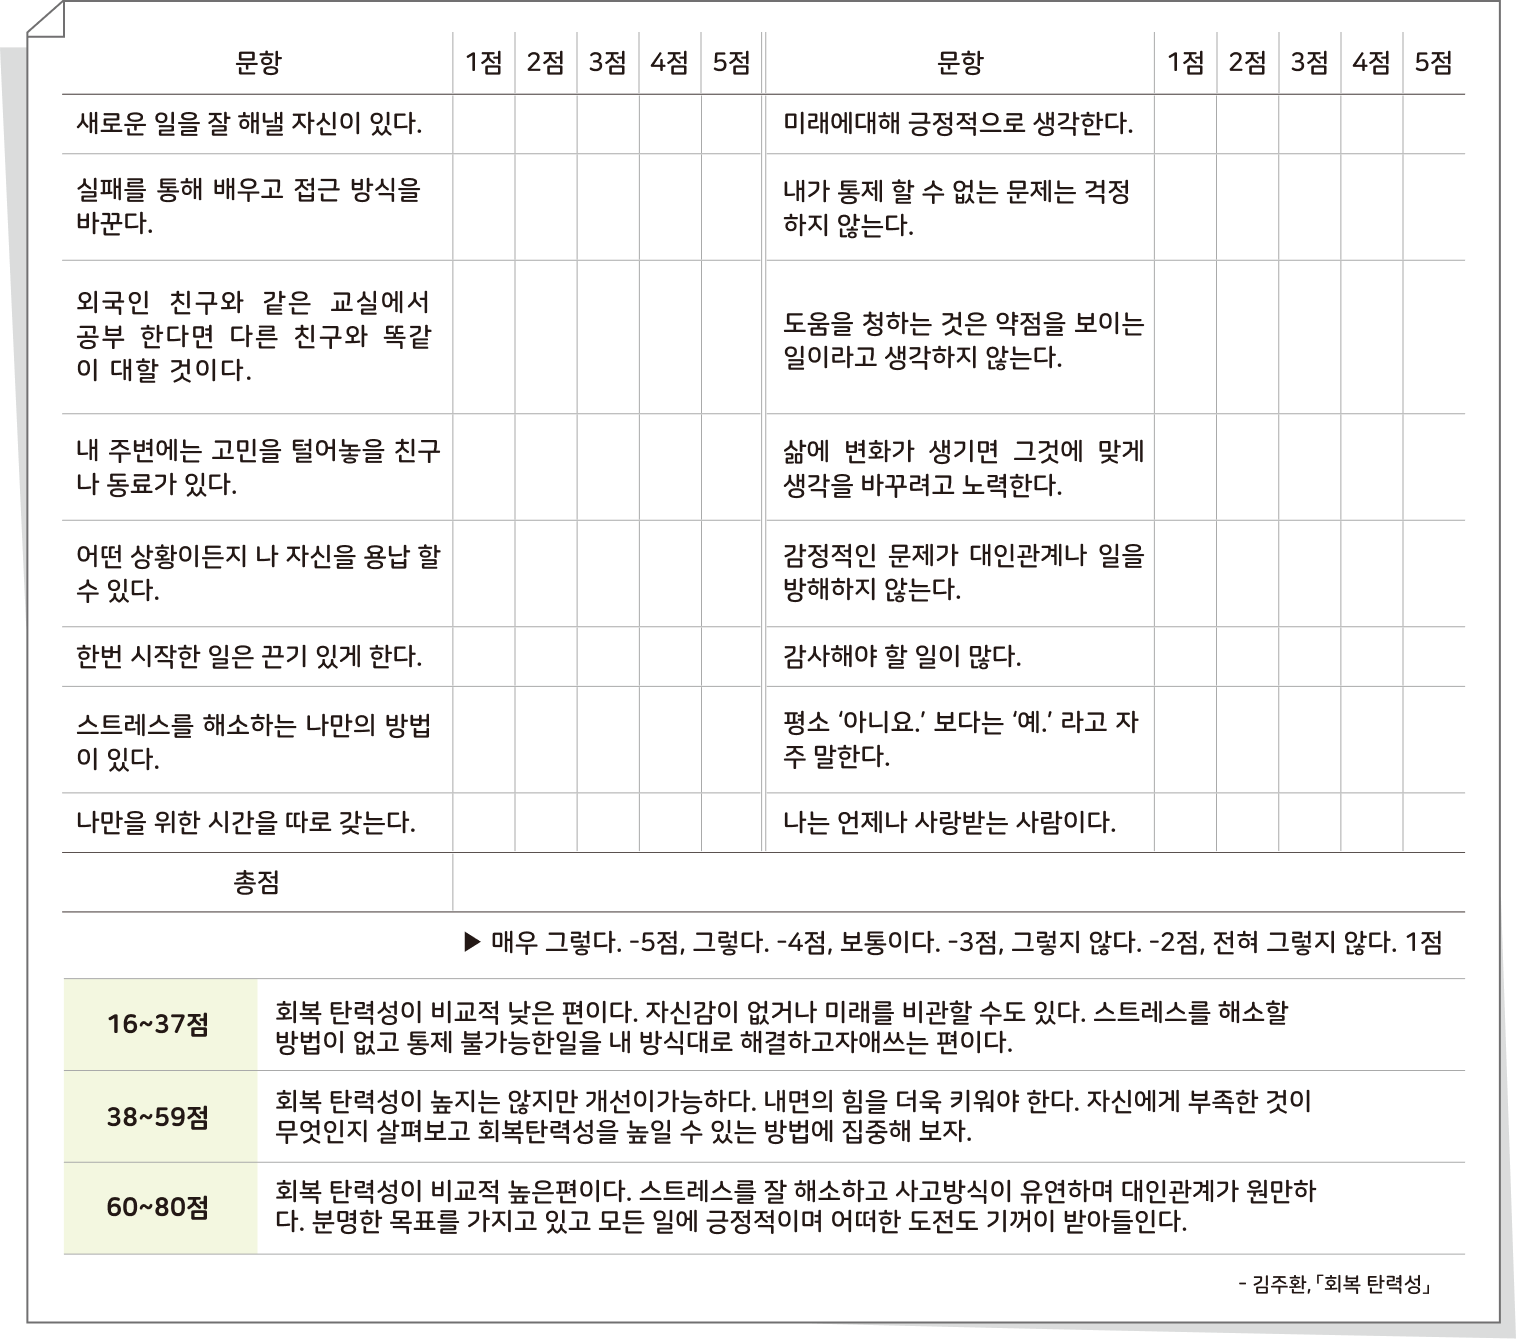 문항 1점 2점 3점 4점 5점 문항 1점 2점 3점 4점 5점
새로운 일을 잘 해낼 자신이 있다.
미래에대해 긍정적으로 생각한다.
실패를 통해 배우고 접근 방식을
바꾼다.
내가 통제 할 수 없는 문제는 걱정
하지 않는다.
외국인 친구와 같은 교실에서
공부 한다면 다른 친구와 똑같
이 대할 것이다.
도움을 청하는 것은 약점을 보이는
일이라고 생각하지 않는다.
내 주변에는 고민을 털어놓을 친구
나 동료가 있다.
삶에 변화가 생기면 그것에 맞게
생각을 바꾸려고 노력한다.
어떤 상황이든지 나 자신을 용납 할
수 있다.
감정적인 문제가 대인관계나 일을
방해하지 않는다.
한번 시작한 일은 끈기 있게 한다.
감사해야 할 일이 많다.
스트레스를 해소하는 나만의 방법
이 있다.
평소 ‘아니요.’ 보다는 ‘예.’ 라고 자
주 말한다.
나만을 위한 시간을 따로 갖는다.
나는 언제나 사랑받는 사람이다.
총점
▶ 매우 그렇다. -5점, 그렇다. -4점, 보통이다. -3점, 그렇지 않다. -2점, 전혀 그렇지 않다. 1점
16~37점
회복 탄력성이 비교적 낮은 편이다. 자신감이 없거나 미래를 비관할 수도 있다. 스트레스를 해소할
방법이 없고 통제 불가능한일을 내 방식대로 해결하고자애쓰는 편이다.
38~59점
회복 탄력성이 높지는 않지만 개선이가능하다. 내면의 힘을 더욱 키워야 한다. 자신에게 부족한 것이
무엇인지 살펴보고 회복탄력성을 높일 수 있는 방법에 집중해 보자.
60~80점
회복 탄력성이 비교적 높은편이다. 스트레스를 잘 해소하고 사고방식이 유연하며 대인관계가 원만하
다. 분명한 목표를 가지고 있고 모든 일에 긍정적이며 어떠한 도전도 기꺼이 받아들인다.
- 김주환, 「회복 탄력성」